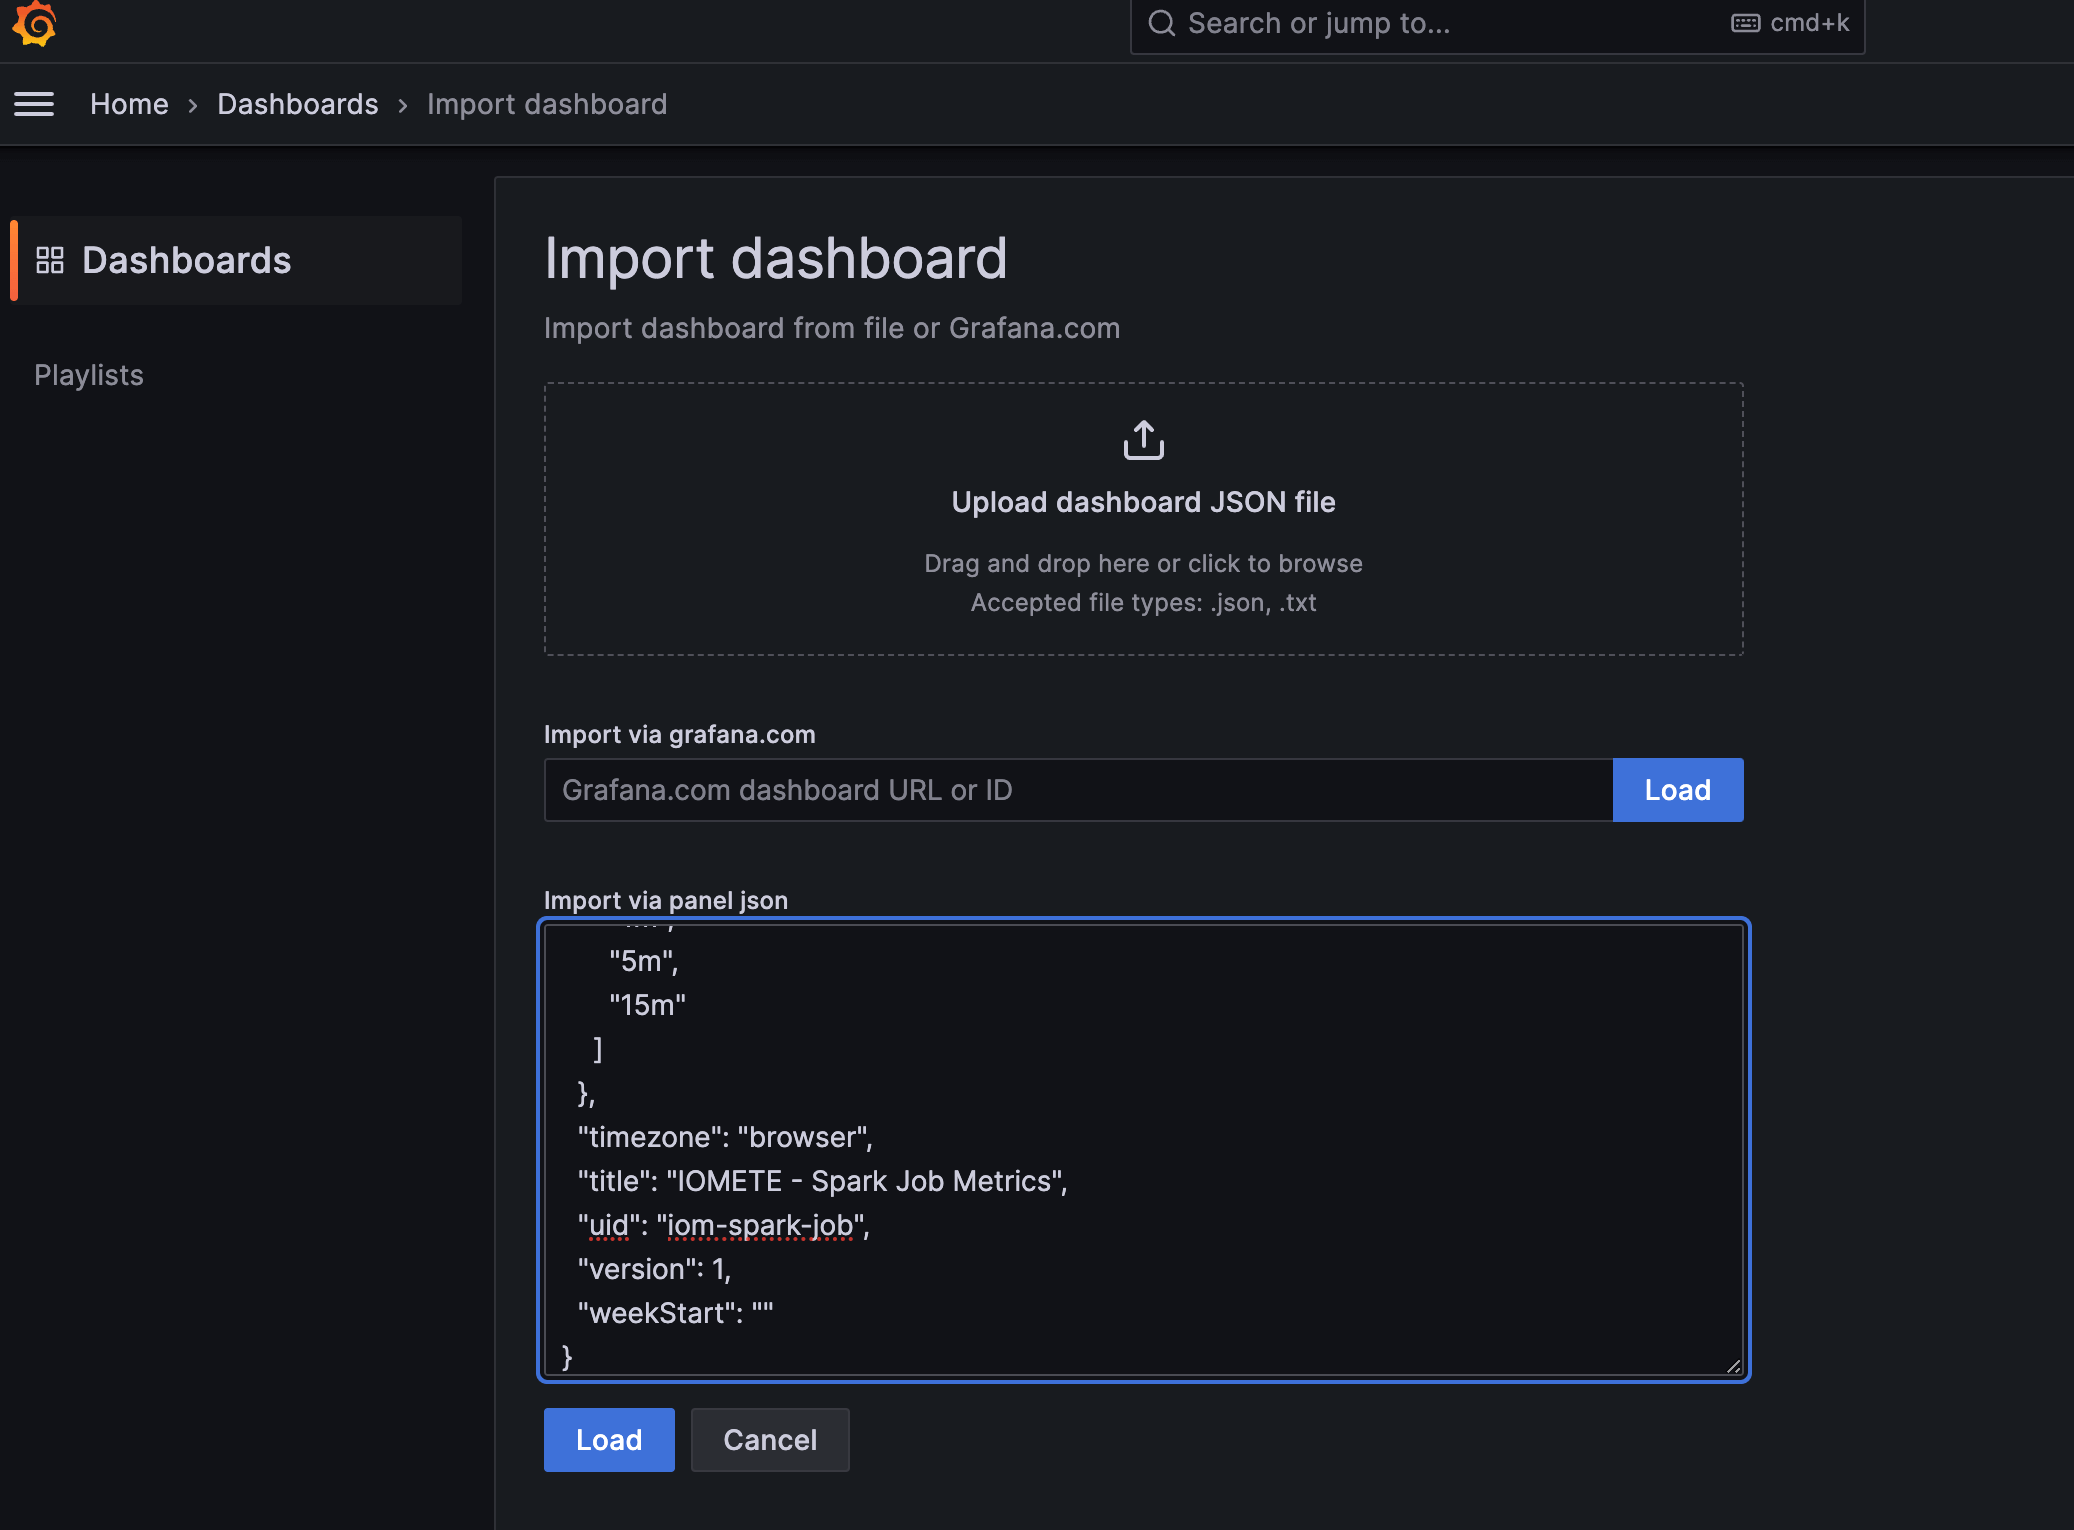 Search or jump to...
cmd+k
Home › Dashboards › Import dashboard
Dashboards
Playlists
Import dashboard
Import dashboard from file or Grafana.com
Upload dashboard JSON file
Drag and drop here or click to browse
Accepted file types: .json, .txt
Import via grafana.com
Grafana.com dashboard URL or ID
Load
Import via panel json
"5m",
"15m"
]
},
"timezone": "browser",
"title": "IOMETE - Spark Job Metrics",
"uid": "iom-spark-job",
"version": 1,
"weekStart": ""
}
Load
Cancel